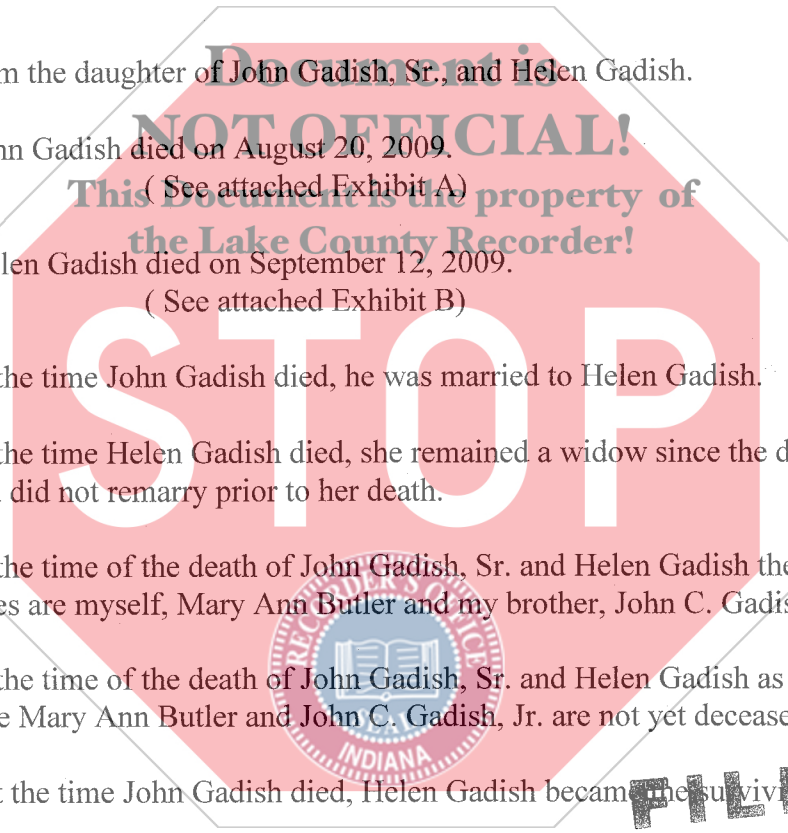 m the daughter of John Gadish, Sr., and Helen Gadish.
Document is
NOT OFFICIAL!
hn Gadish died on August 20, 2009.
( See attached Exhibit A)
This Document is the property of
the Lake County Recorder!
len Gadish died on September 12, 2009.
( See attached Exhibit B)
STOP
the time John Gadish died, he was married to Helen Gadish.
the time Helen Gadish died, she remained a widow since the d
did not remarry prior to her death.
the time of the death of John Gadish, Sr. and Helen Gadish the
es are myself, Mary Ann Butler and my brother, John C. Gadis
the time of the death of John Gadish, Sr. and Helen Gadish as
e Mary Ann Butler and John C. Gadish, Jr. are not yet decease
RECORDER'S OFFICE
SEAL
INDIANA
t the time John Gadish died, Helen Gadish became the survivi
FIL